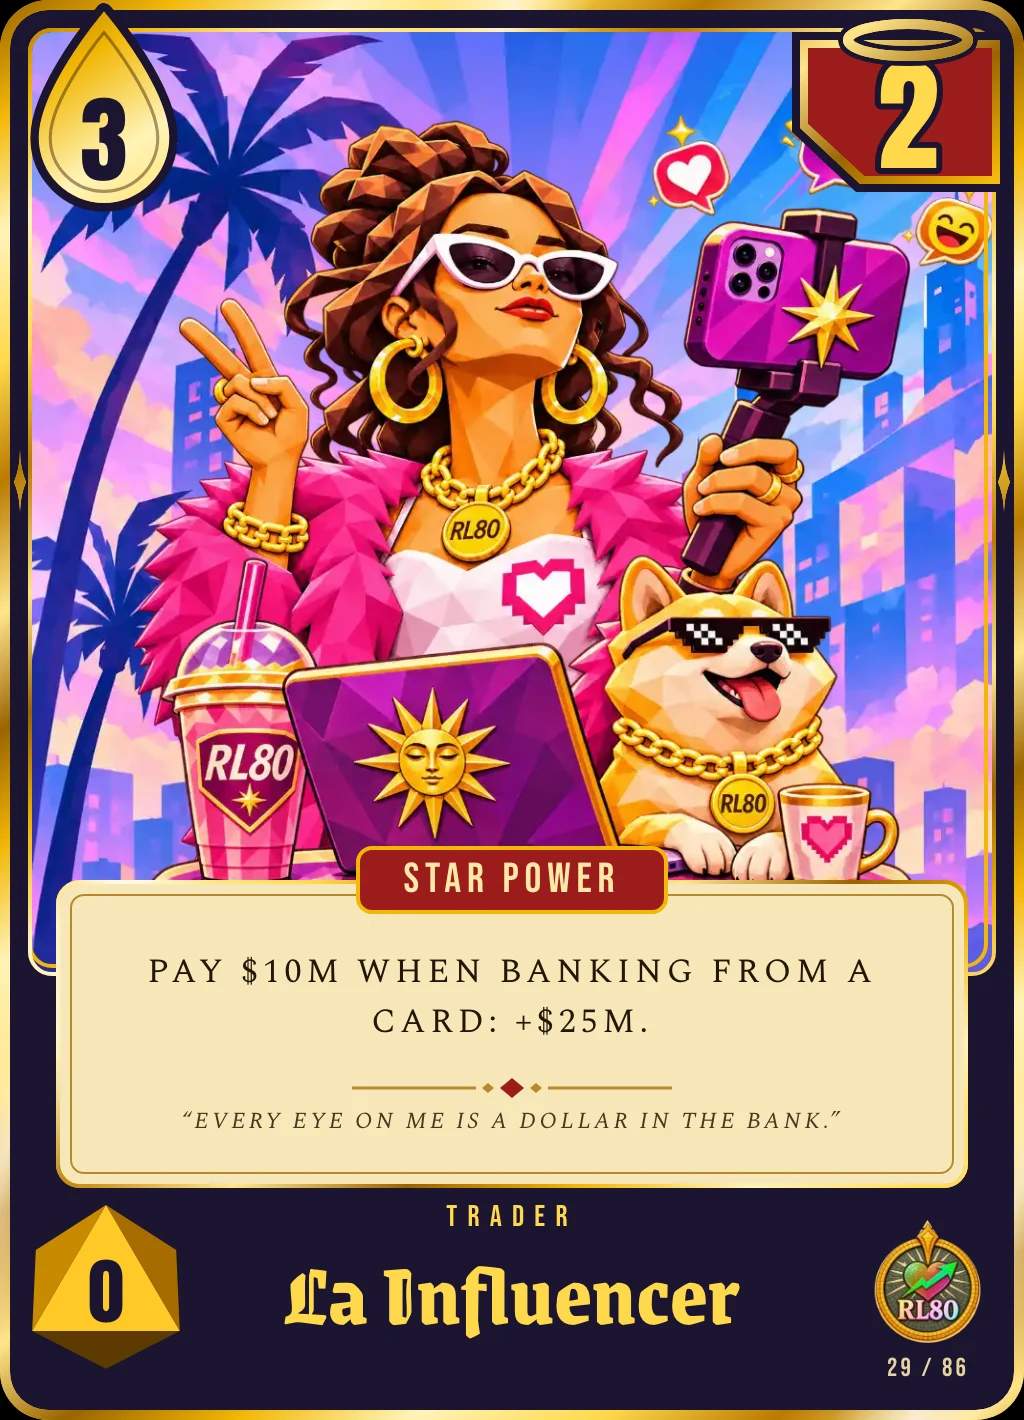 3
2
RL80
RL80
RL80
STAR POWER
PAY $10M WHEN BANKING FROM A
CARD: +$25M.
“EVERY EYE ON ME IS A DOLLAR IN THE BANK.”
TRADER
0
La Influencer
RL80
29 / 86